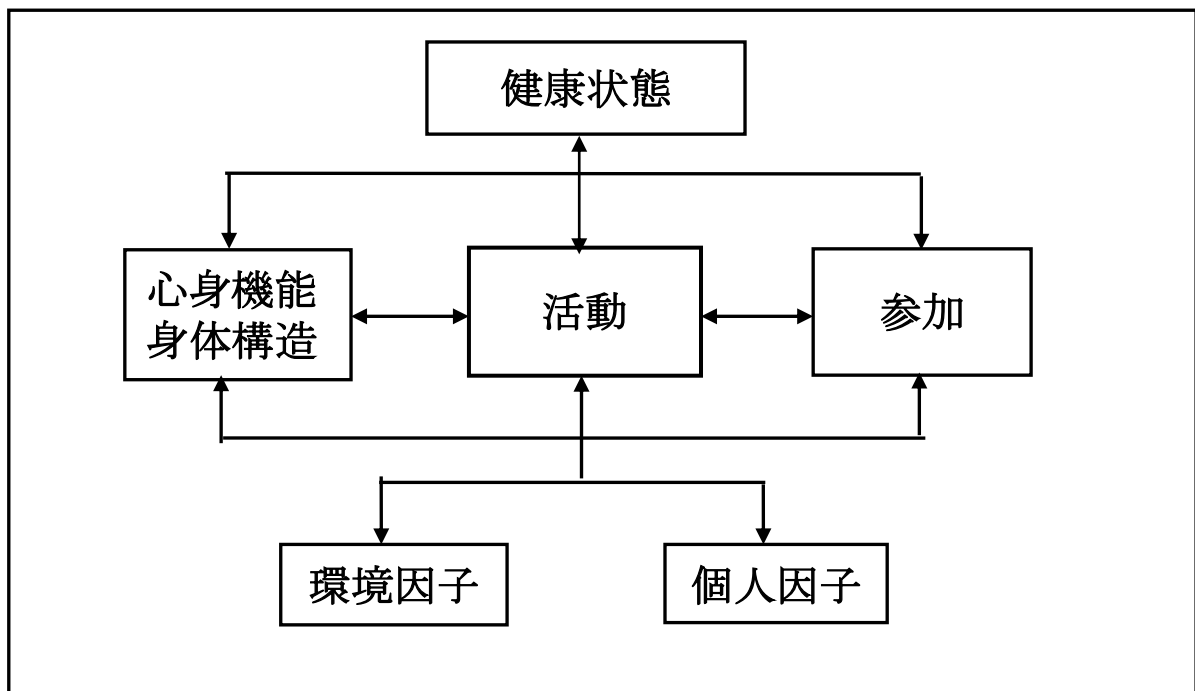 健康状態
心身機能
身体構造
活動
参加
環境因子
個人因子